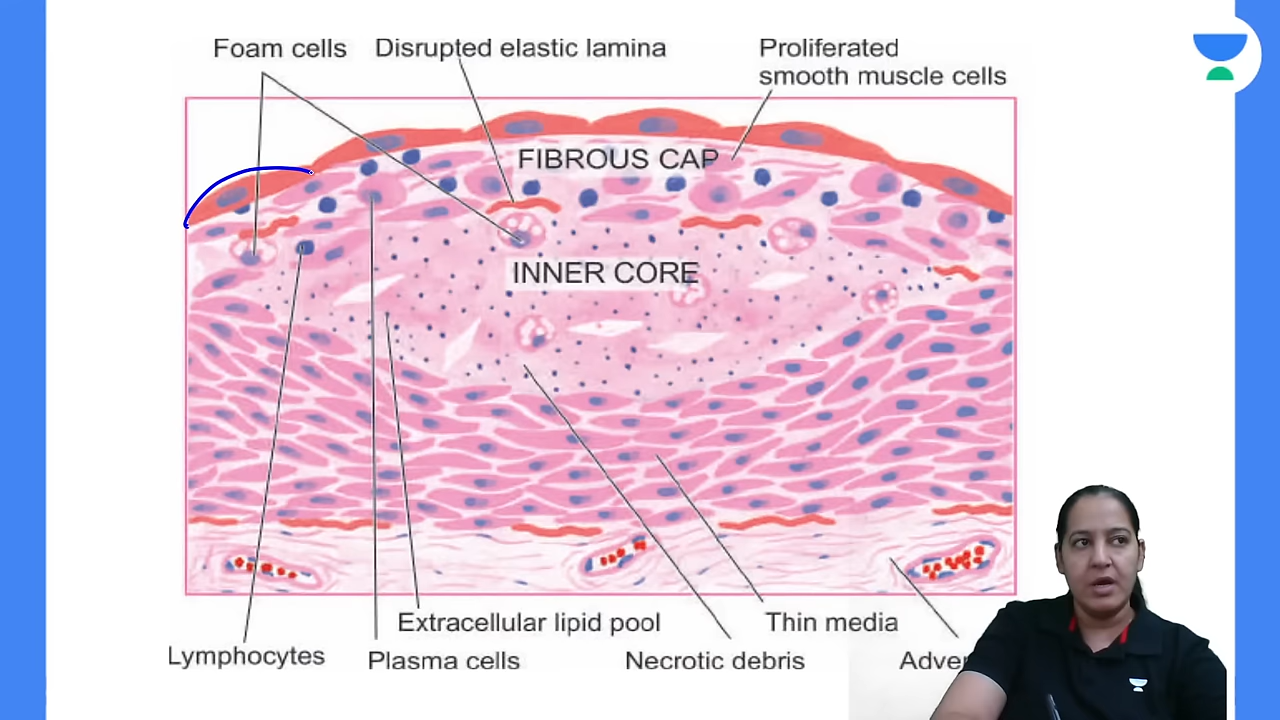 Foam cells
Disrupted elastic lamina
Proliferated
smooth muscle cells
FIBROUS CAP
INNER CORE
Extracellular lipid pool
Thin media
Lymphocytes
Plasma cells
Necrotic debris